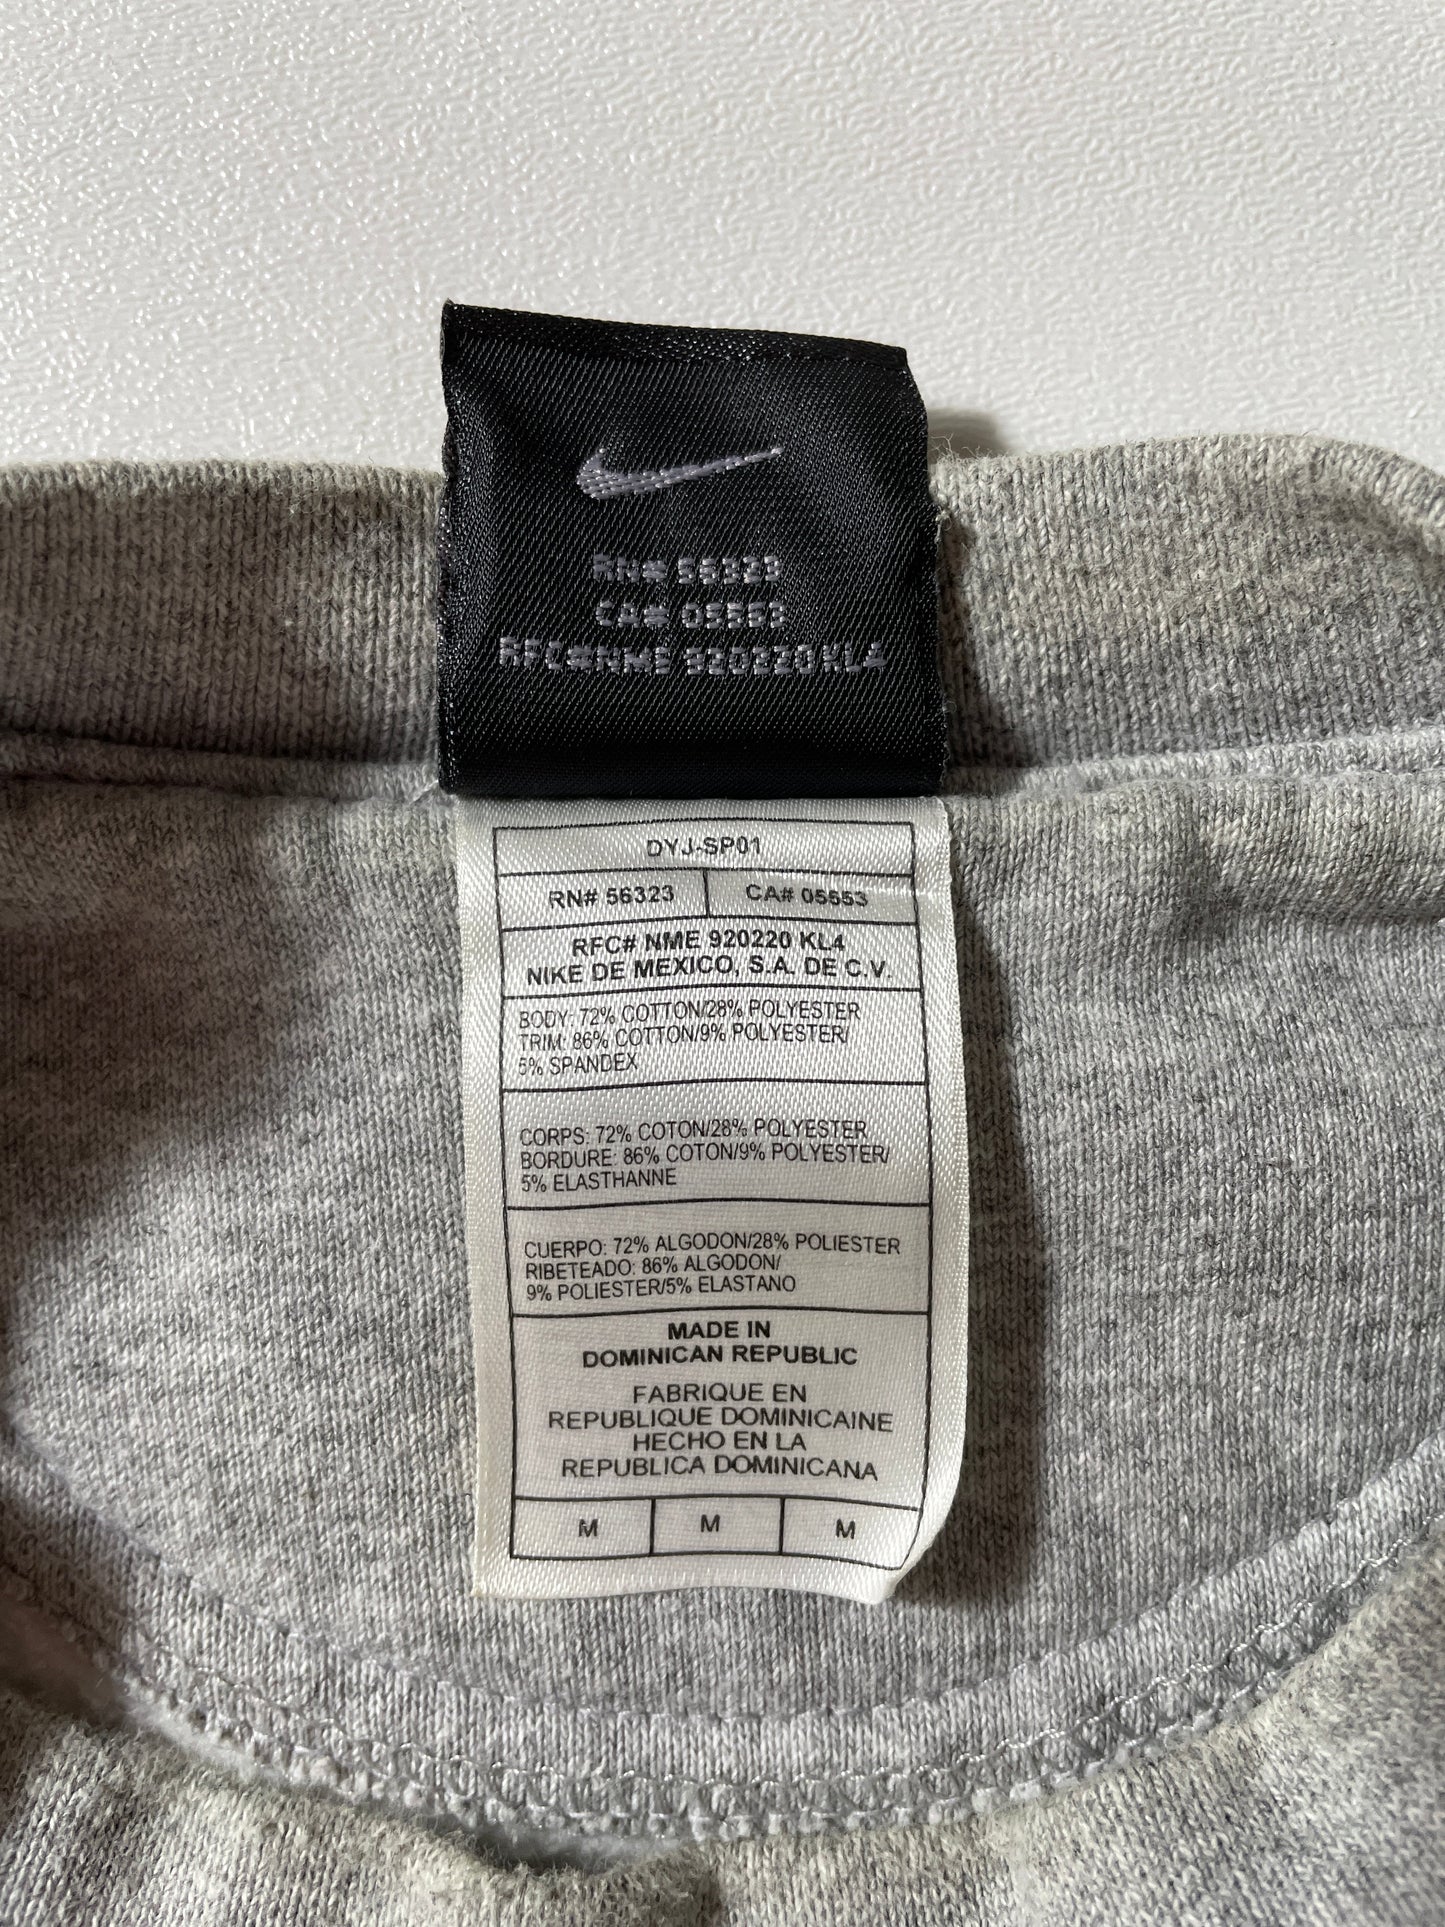 RN# 56323
CA# 05553
RFC#NME 920220 KL4
DYJ-SP01
RN# 56323
CA# 05553
RFC# NME 920220 KL4
NIKE DE MEXICO, S.A. DE C.V.
BODY: 72% COTTON/28% POLYESTER
TRIM: 86% COTTON/9% POLYESTER/
5% SPANDEX
CORPS: 72% COTON/28% POLYESTER
BORDURE: 86% COTON/9% POLYESTER/
5% ELASTHANNE
CUERPO: 72% ALGODON/28% POLIESTER
RIBETEADO: 86% ALGODON/
9% POLIESTER/5% ELASTANO
MADE IN
DOMINICAN REPUBLIC
FABRIQUE EN
REPUBLIQUE DOMINICAINE
HECHO EN LA
REPUBLICA DOMINICANA
M
M
M